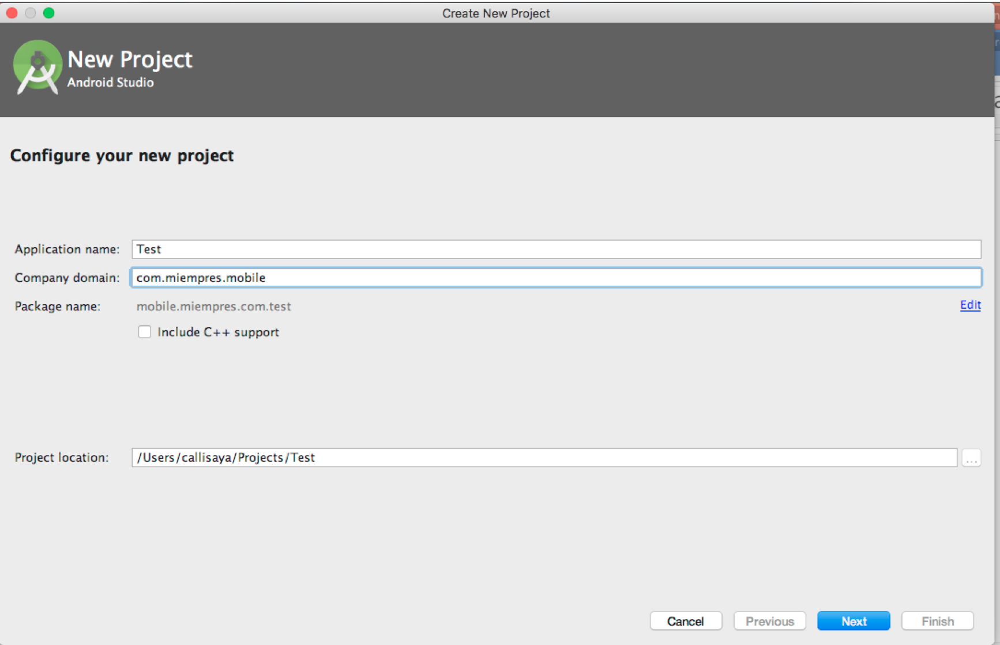 Create New Project
New Project
Android Studio
Configure your new project
Application name: Test
Company domain: com.miempres.mobile
Package name: mobile.miempres.com.test Edit
Include C++ support
Project location: /Users/callisaya/Projects/Test ...
Cancel Previous Next Finish